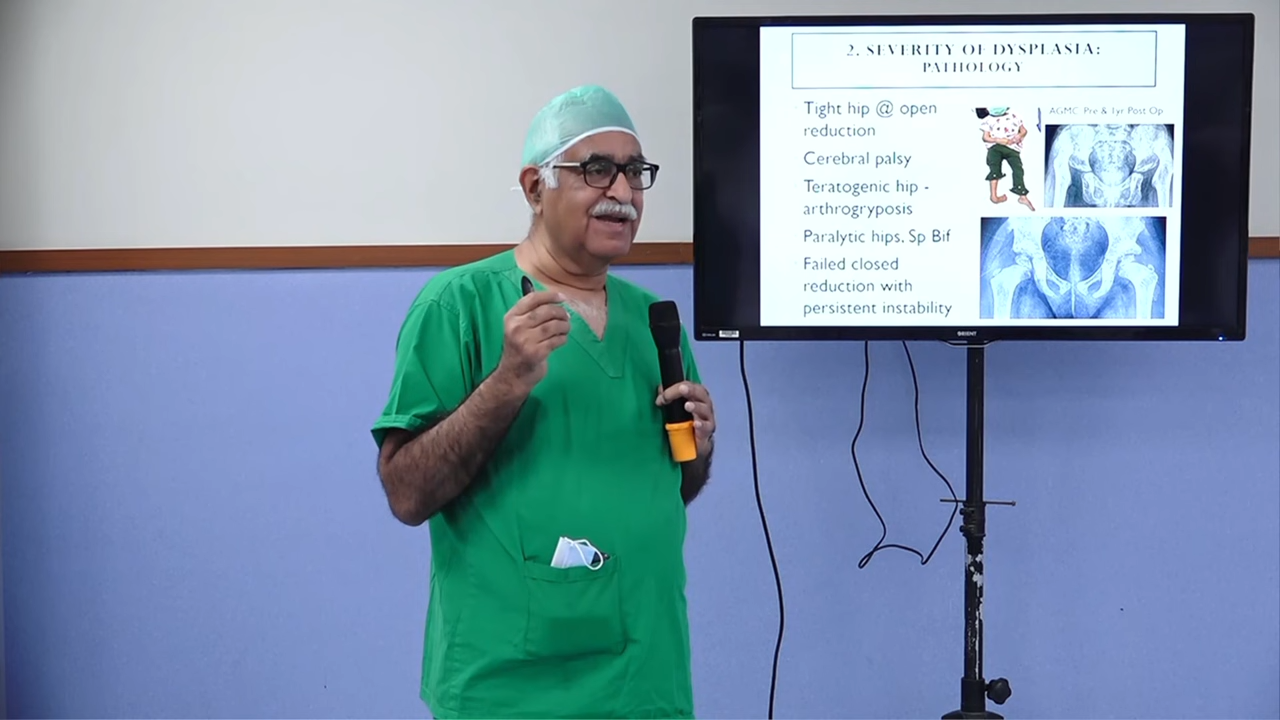 2. SEVERITY OF DYSPLASIA:
PATHOLOGY
Tight hip @ open
reduction
Cerebral palsy
Teratogenic hip -
arthrogryposis
Paralytic hips. Sp Bif
Failed closed
reduction with
persistent instability
AGMC. Pre & 1yr Post Op
ORIENT